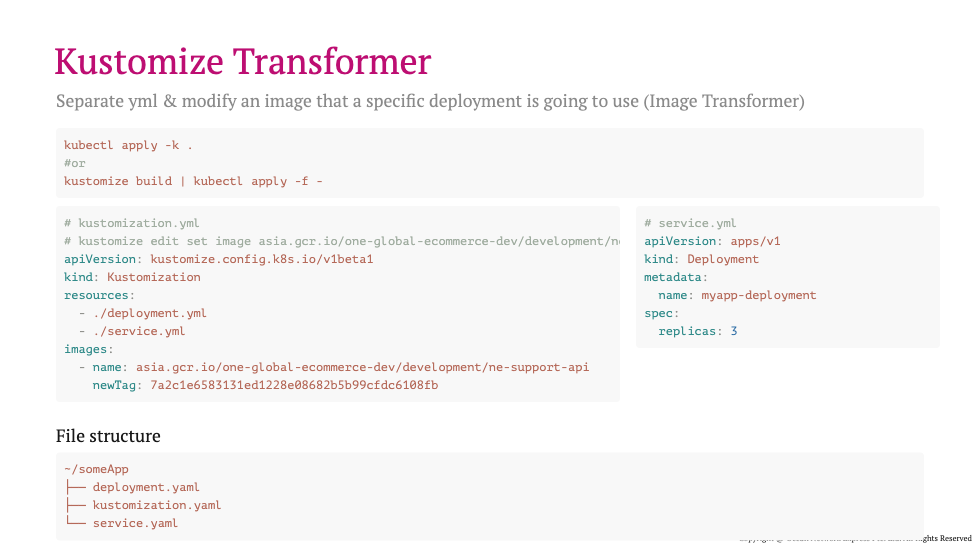 Kustomize Transformer
Separate yml & modify an image that a specific deployment is going to use (Image Transformer)
kubectl apply -k .
#or
kustomize build | kubectl apply -f -
# kustomization.yml
# kustomize edit set image asia.gcr.io/one-global-ecommerce-dev/development/ne
apiVersion: kustomize.config.k8s.io/v1beta1
kind: Kustomization
resources:
  - ./deployment.yml
  - ./service.yml
images:
  - name: asia.gcr.io/one-global-ecommerce-dev/development/ne-support-api
    newTag: 7a2c1e6583131ed1228e08682b5b99cfdc6108fb
# service.yml
apiVersion: apps/v1
kind: Deployment
metadata:
  name: myapp-deployment
spec:
  replicas: 3
File structure
~/someApp
├── deployment.yaml
├── kustomization.yaml
└── service.yaml
ghts Reserved